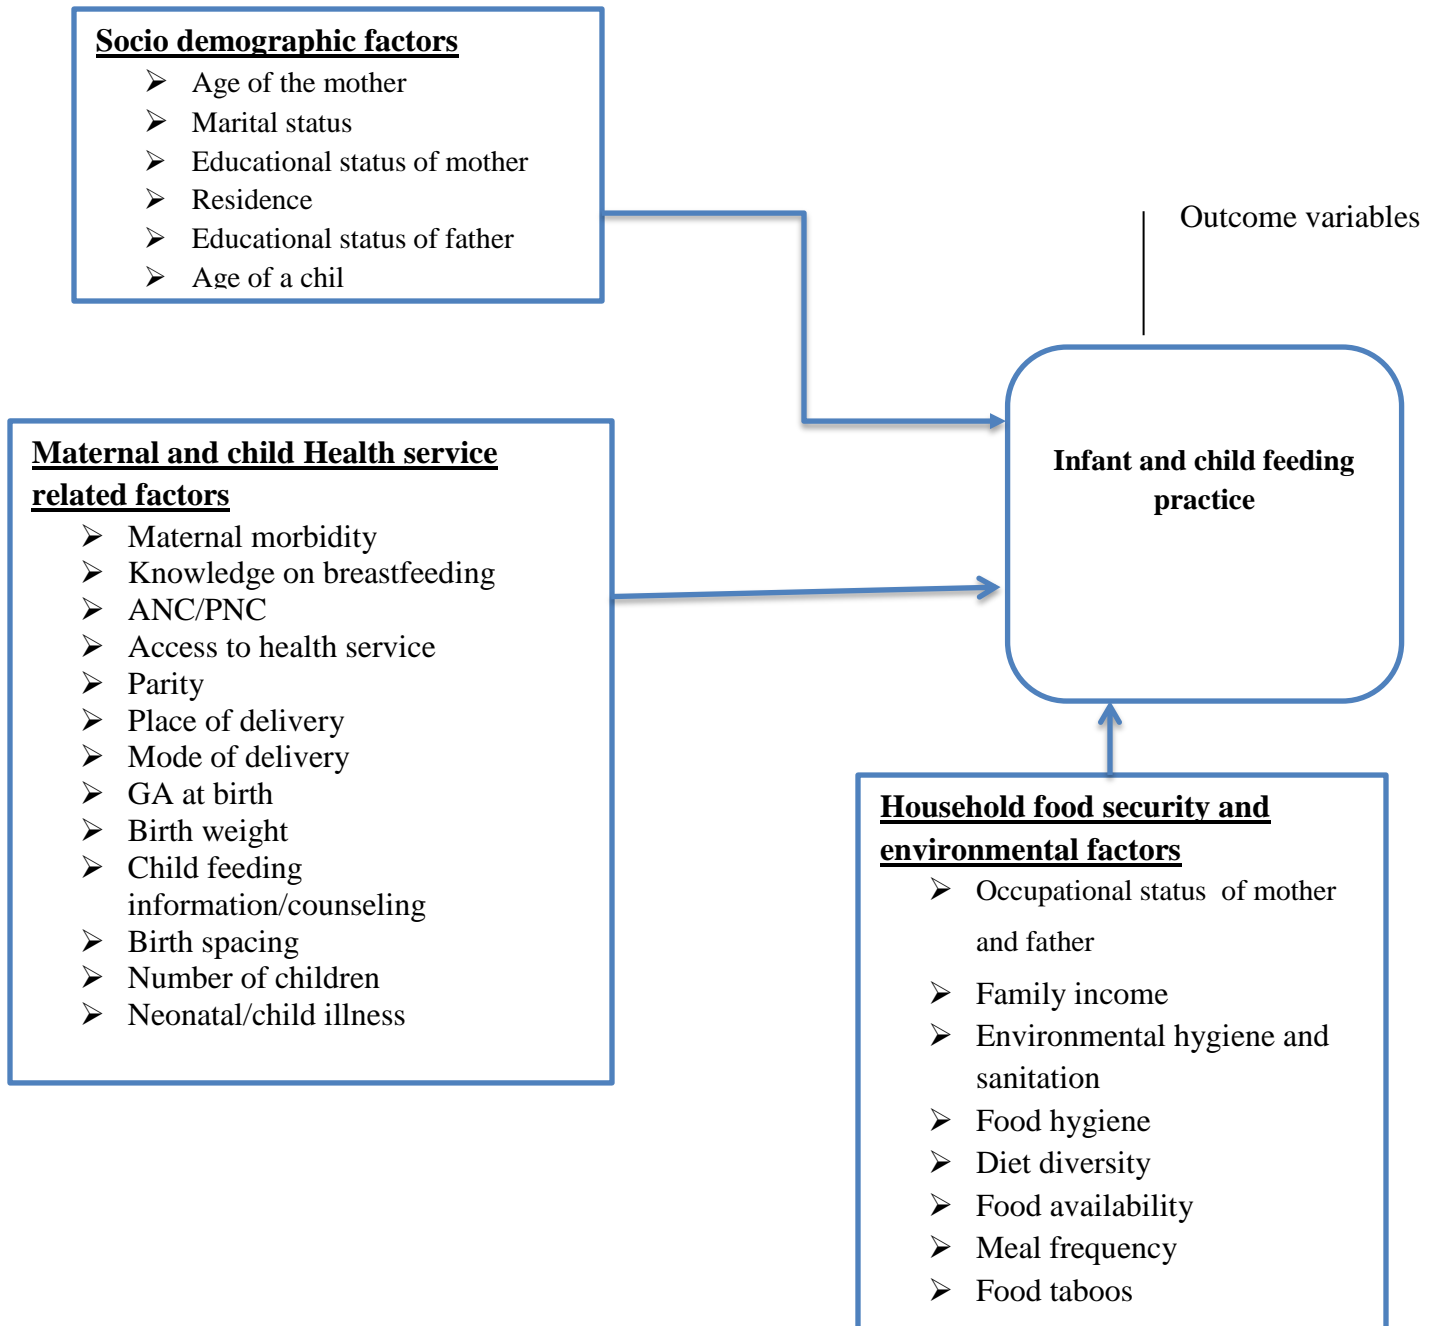 Socio demographic factors
➢ Age of the mother
➢ Marital status
➢ Educational status of mother
➢ Residence
➢ Educational status of father
➢ Age of a chil
Outcome variables
Infant and child feeding
practice
Maternal and child Health service
related factors
➢ Maternal morbidity
➢ Knowledge on breastfeeding
➢ ANC/PNC
➢ Access to health service
➢ Parity
➢ Place of delivery
➢ Mode of delivery
➢ GA at birth
➢ Birth weight
➢ Child feeding
information/counseling
➢ Birth spacing
➢ Number of children
➢ Neonatal/child illness
Household food security and
environmental factors
➢ Occupational status of mother
and father
➢ Family income
➢ Environmental hygiene and
sanitation
➢ Food hygiene
➢ Diet diversity
➢ Food availability
➢ Meal frequency
➢ Food taboos